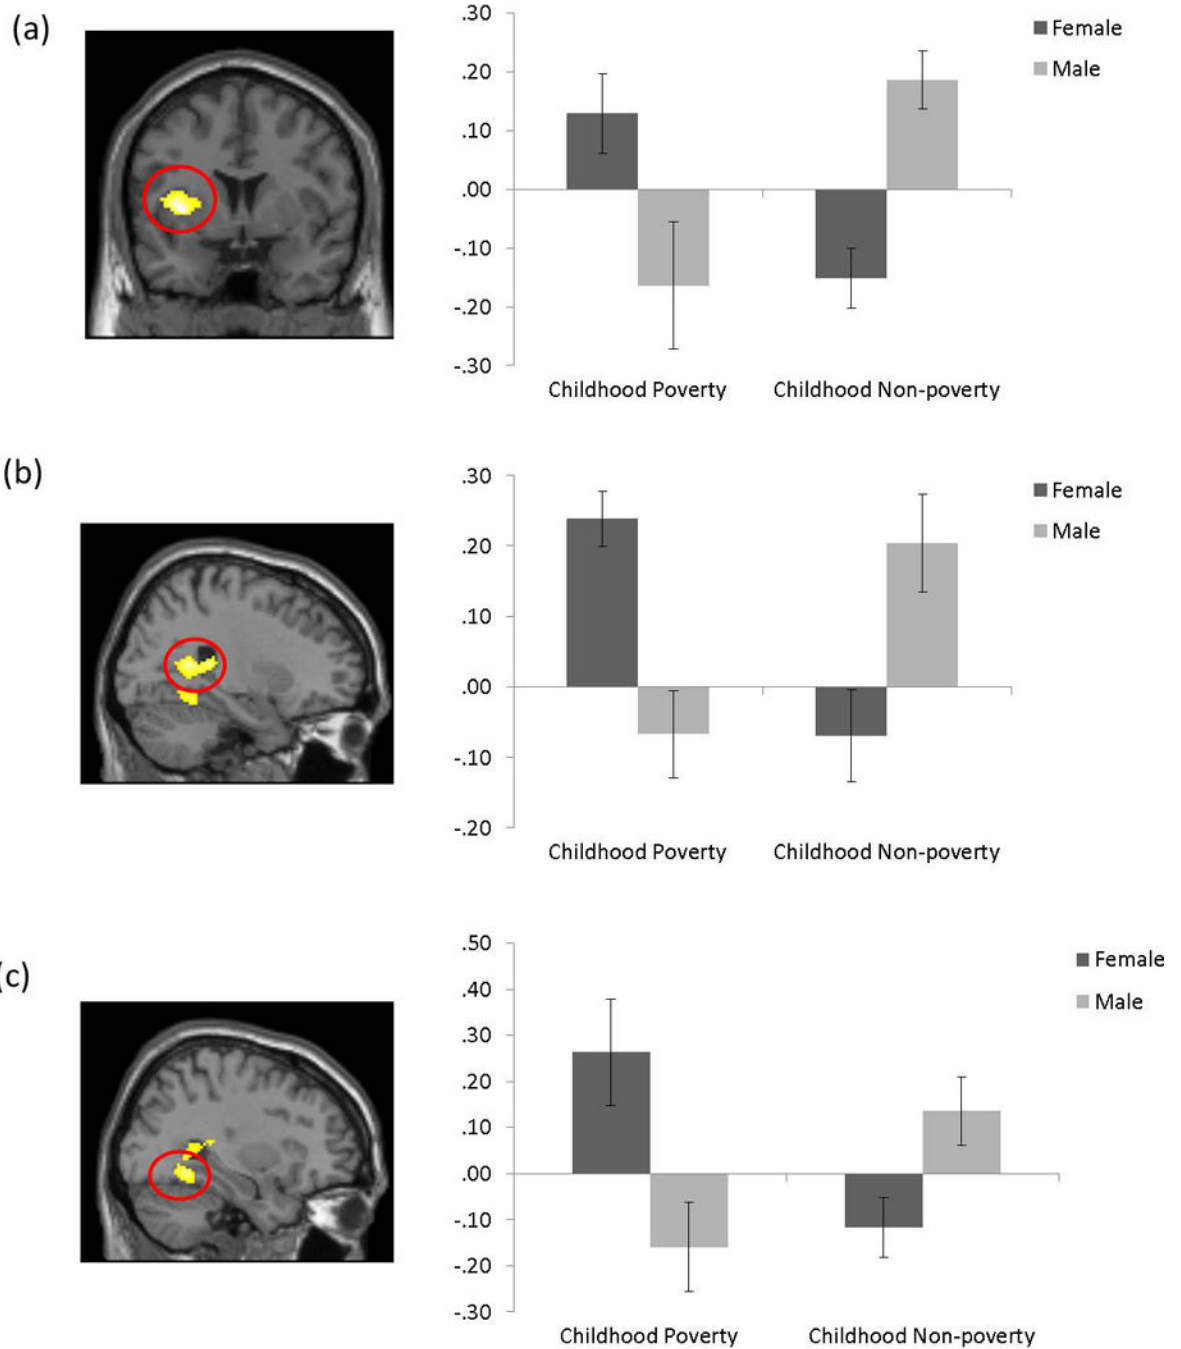 (a)
.30
.20
.10
.00
-.10
-.20
-.30
Female
Male
Childhood Poverty
Childhood Non-poverty
(b)
.30
.20
.10
.00
-.10
-.20
Female
Male
Childhood Poverty
Childhood Non-poverty
(c)
.50
.40
.30
.20
.10
.00
-.10
-.20
-.30
Female
Male
Childhood Poverty
Childhood Non-poverty